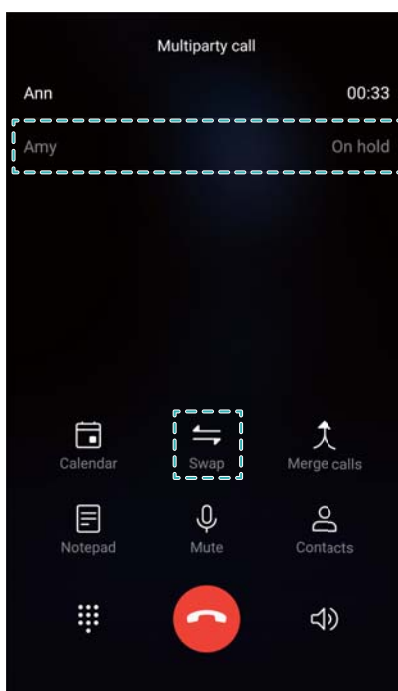 Multiparty call
Ann 00:33
Amy On hold
Calendar Swap Merge calls
Notepad Mute Contacts